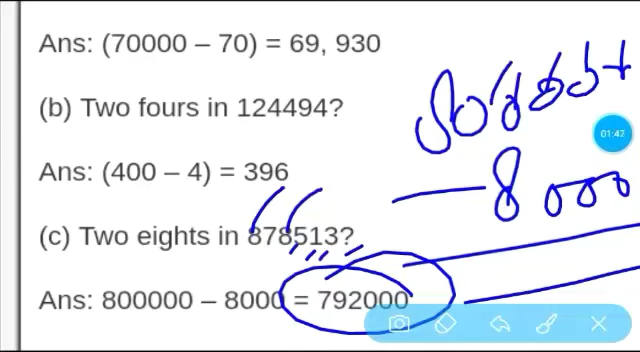 Ans: (70000 – 70) = 69, 930
(b) Two fours in 124494?
Ans: (400 – 4) = 396
(c) Two eights in 878513?
Ans: 800000 – 8000 = 792000
— 8000
01:42